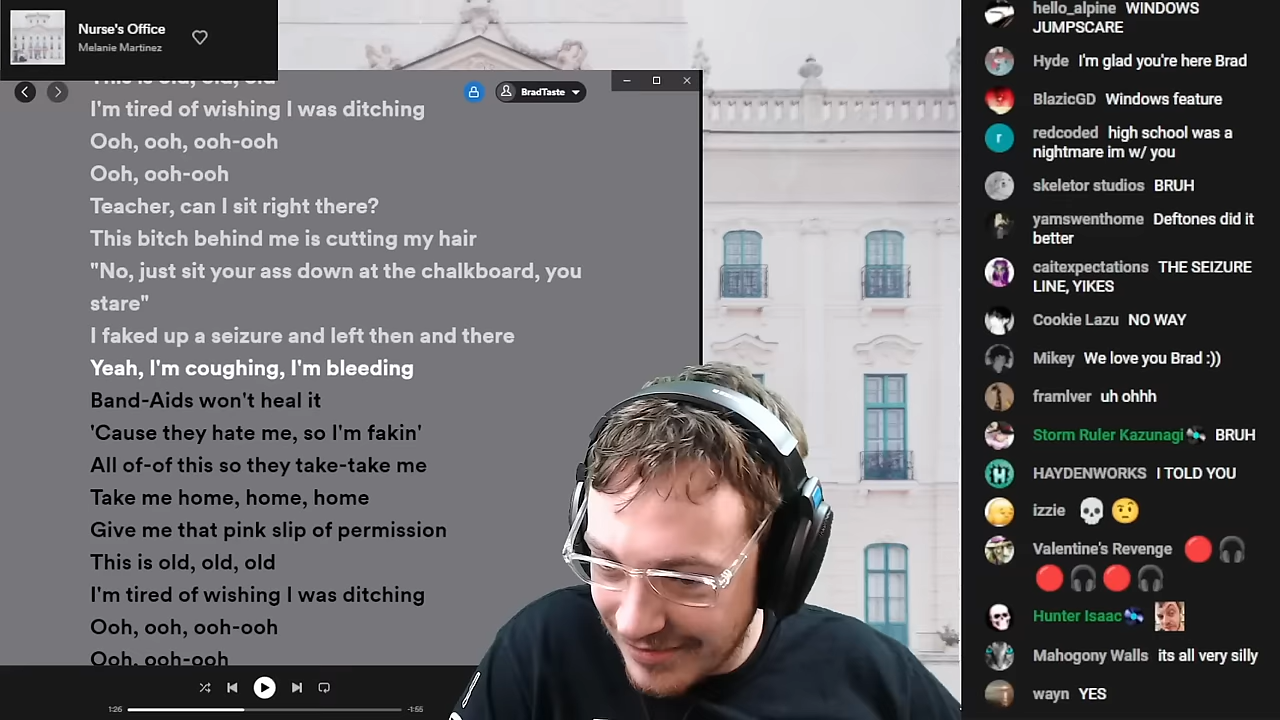 Nurse's Office
Melanie Martinez
This is old, old, old
BradTaste
I'm tired of wishing I was ditching
Ooh, ooh, ooh-ooh
Ooh, ooh-ooh
Teacher, can I sit right there?
This bitch behind me is cutting my hair
"No, just sit your ass down at the chalkboard, you
stare"
I faked up a seizure and left then and there
Yeah, I'm coughing, I'm bleeding
Band-Aids won't heal it
'Cause they hate me, so I'm fakin'
All of-of this so they take-take me
Take me home, home, home
Give me that pink slip of permission
This is old, old, old
I'm tired of wishing I was ditching
Ooh, ooh, ooh-ooh
Ooh, ooh-ooh
1:26
-1:55
hello_alpine WINDOWS
JUMPSCARE
Hyde I'm glad you're here Brad
BlazicGD Windows feature
r redcoded high school was a
nightmare im w/ you
skeletor studios BRUH
yamswenthome Deftones did it
better
caitexpectations THE SEIZURE
LINE, YIKES
Cookie Lazu NO WAY
Mikey We love you Brad :))
framlver uh ohhh
Storm Ruler Kazunagi BRUH
H HAYDENWORKS I TOLD YOU
izzie 💀 🤨
Valentine's Revenge 🔴 🎧
🔴 🎧 🔴 🎧
Hunter Isaac
Mahogony Walls its all very silly
wayn YES